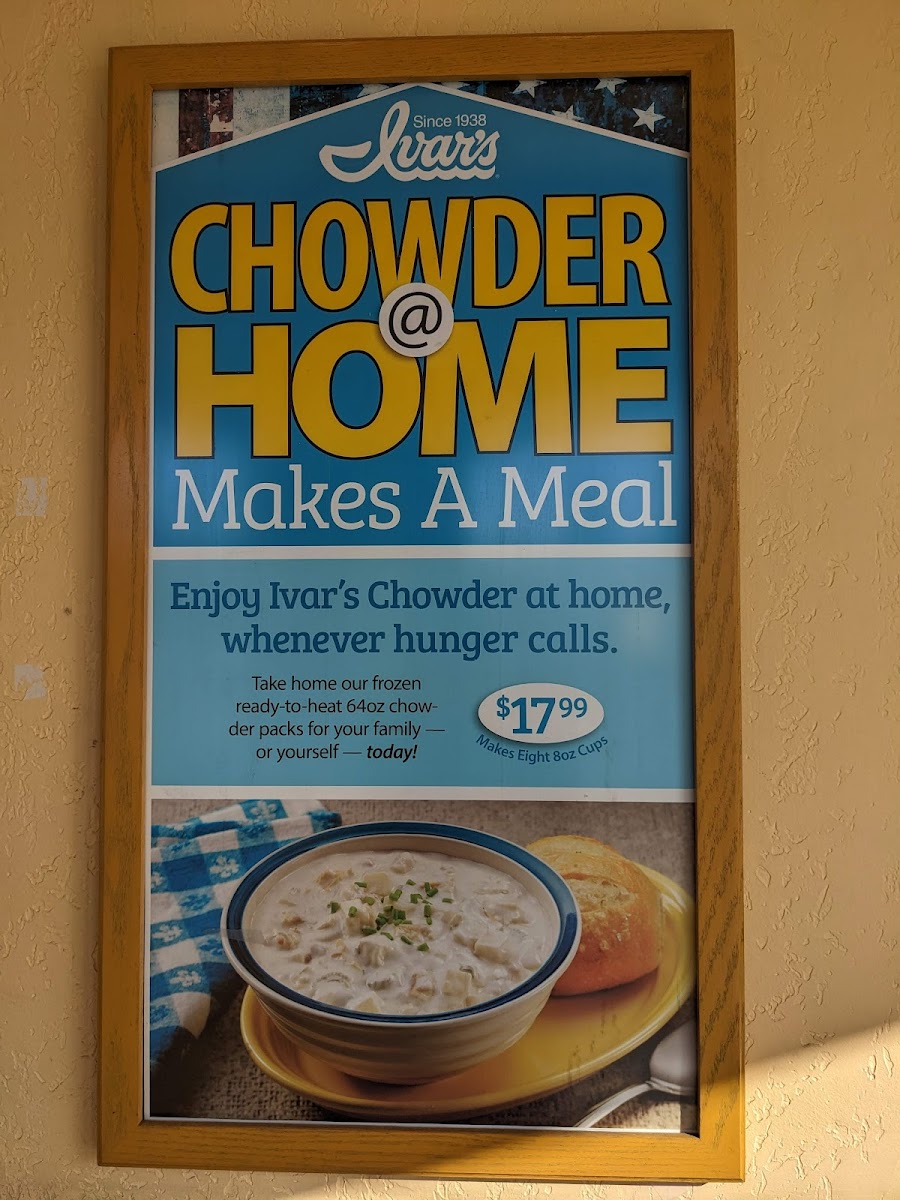 Since 1938
Ivar's
CHOWDER
@
HOME
Makes A Meal
Enjoy Ivar's Chowder at home,
whenever hunger calls.
Take home our frozen
ready-to-heat 64oz chow-
der packs for your family —
or yourself — today!
$17 99
Makes Eight 8oz Cups